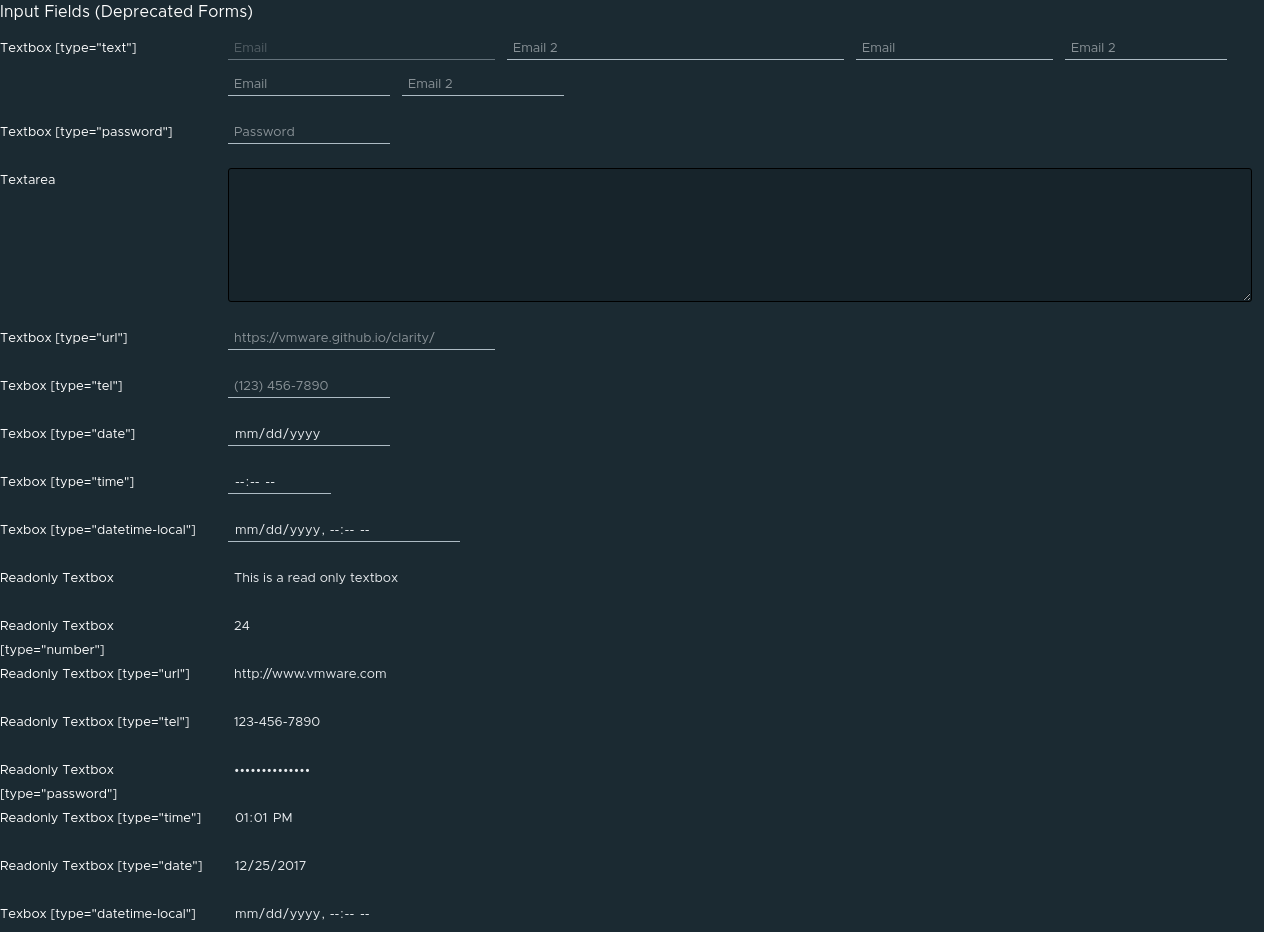 Input Fields (Deprecated Forms)
Textbox [type="text"] Email Email 2 Email Email 2
Email Email 2
Textbox [type="password"] Password
Textarea
Textbox [type="url"] https://vmware.github.io/clarity/
Texbox [type="tel"] (123) 456-7890
Texbox [type="date"] mm/dd/yyyy
Texbox [type="time"] --:-- --
Texbox [type="datetime-local"] mm/dd/yyyy, --:-- --
Readonly Textbox This is a read only textbox
Readonly Textbox 24
[type="number"]
Readonly Textbox [type="url"] http://www.vmware.com
Readonly Textbox [type="tel"] 123-456-7890
Readonly Textbox ••••••••••••••
[type="password"]
Readonly Textbox [type="time"] 01:01 PM
Readonly Textbox [type="date"] 12/25/2017
Texbox [type="datetime-local"] mm/dd/yyyy, --:-- --